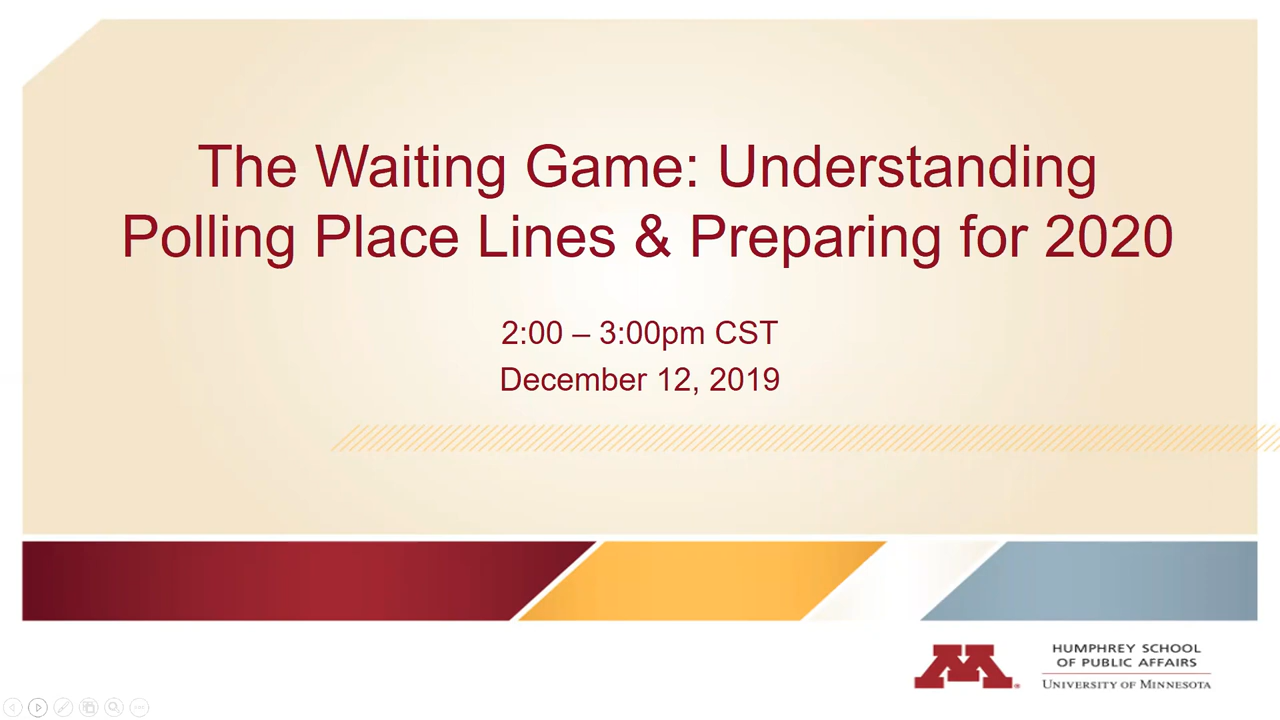 The Waiting Game: Understanding
Polling Place Lines & Preparing for 2020
2:00 – 3:00pm CST
December 12, 2019
M
HUMPHREY SCHOOL
OF PUBLIC AFFAIRS
UNIVERSITY OF MINNESOTA